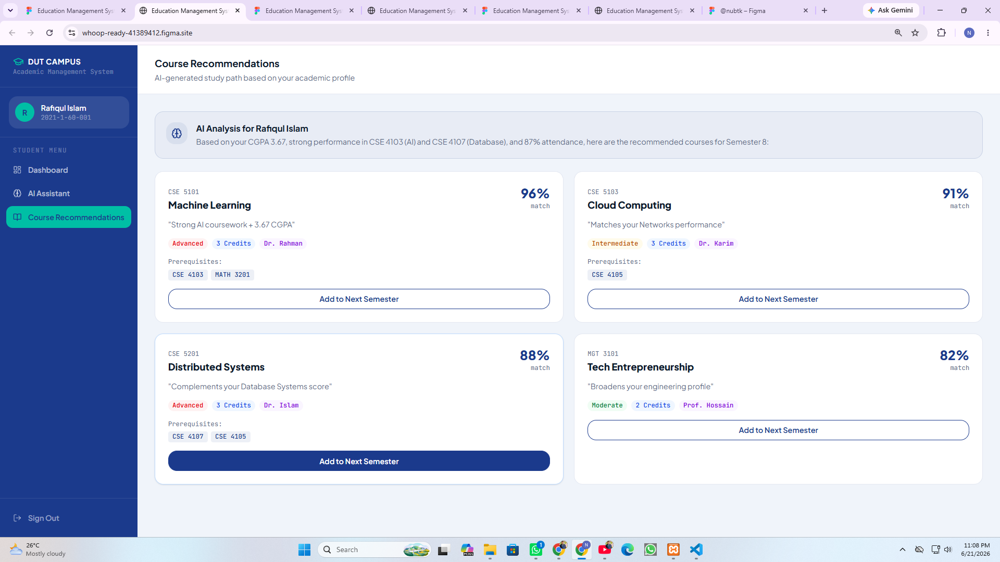 Education Management Sys
Education Management Sys
Education Management Sys
Education Management Sys
Education Management Sys
Education Management Sys
@nubtk – Figma
Ask Gemini
whoop-ready-41389412.figma.site
N
DUT CAMPUS
Academic Management System
R
Rafiqul Islam
2021-1-60-001
STUDENT MENU
Dashboard
AI Assistant
Course Recommendations
Sign Out
Course Recommendations
AI-generated study path based on your academic profile
AI Analysis for Rafiqul Islam
Based on your CGPA 3.67, strong performance in CSE 4103 (AI) and CSE 4107 (Database), and 87% attendance, here are the recommended courses for Semester 8:
CSE 5101
Machine Learning
96%
match
"Strong AI coursework + 3.67 CGPA"
Advanced 3 Credits Dr. Rahman
Prerequisites:
CSE 4103 MATH 3201
Add to Next Semester
CSE 5103
Cloud Computing
91%
match
"Matches your Networks performance"
Intermediate 3 Credits Dr. Karim
Prerequisites:
CSE 4105
Add to Next Semester
CSE 5201
Distributed Systems
88%
match
"Complements your Database Systems score"
Advanced 3 Credits Dr. Islam
Prerequisites:
CSE 4107 CSE 4105
Add to Next Semester
MGT 3101
Tech Entrepreneurship
82%
match
"Broadens your engineering profile"
Moderate 2 Credits Prof. Hossain
Add to Next Semester
26°C
Mostly cloudy
Search
M365
1
N
11:08 PM
6/21/2026